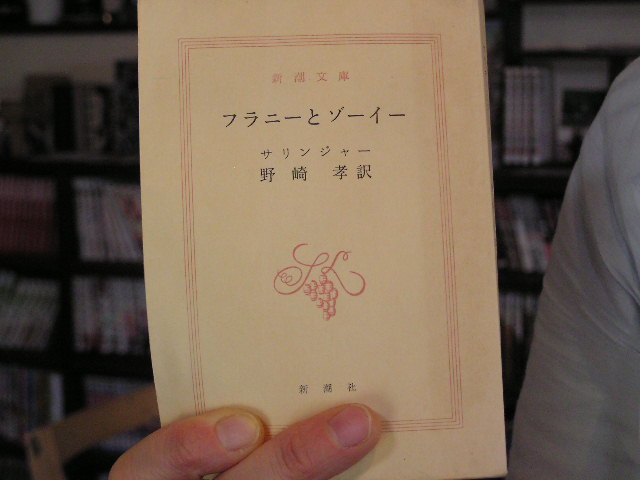 新潮文庫
フラニーとゾーイー
サリンジャー
野崎 孝訳
新潮社